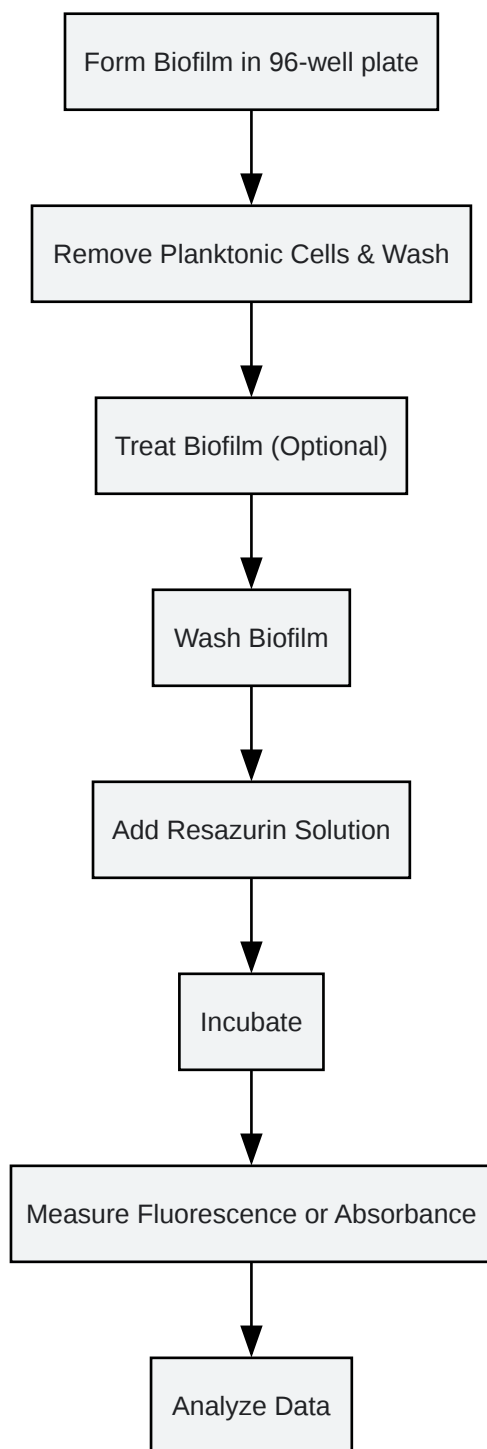 Form Biofilm in 96-well plate
Remove Planktonic Cells & Wash
Treat Biofilm (Optional)
Wash Biofilm
Add Resazurin Solution
Incubate
Measure Fluorescence or Absorbance
Analyze Data